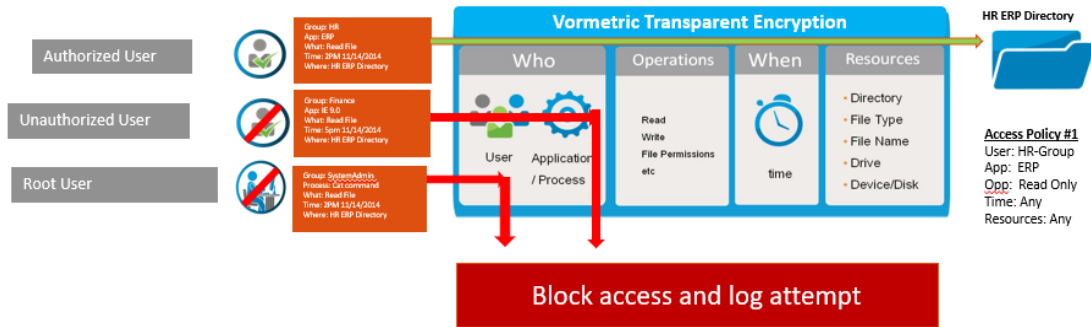 Vormetric Transparent Encryption
HR ERP Directory
Authorized User
Group: HR
App: ERP
What: Read File
Time: 2PM 11/14/2014
Where: HR ERP Directory
Unauthorized User
Group: Finance
App: IE 9.0
What: Read File
Time: 5pm 11/14/2014
Where: HR ERP Directory
Root User
Group: SystemAdmin
Process: Cat command
What: Read File
Time: 2PM 11/14/2014
Where: HR ERP Directory
Who
User
Application
/ Process
Operations
Read
Write
File Permissions
etc
When
time
Resources
• Directory
• File Type
• File Name
• Drive
• Device/Disk
Access Policy #1
User: HR-Group
App: ERP
Opp: Read Only
Time: Any
Resources: Any
Block access and log attempt